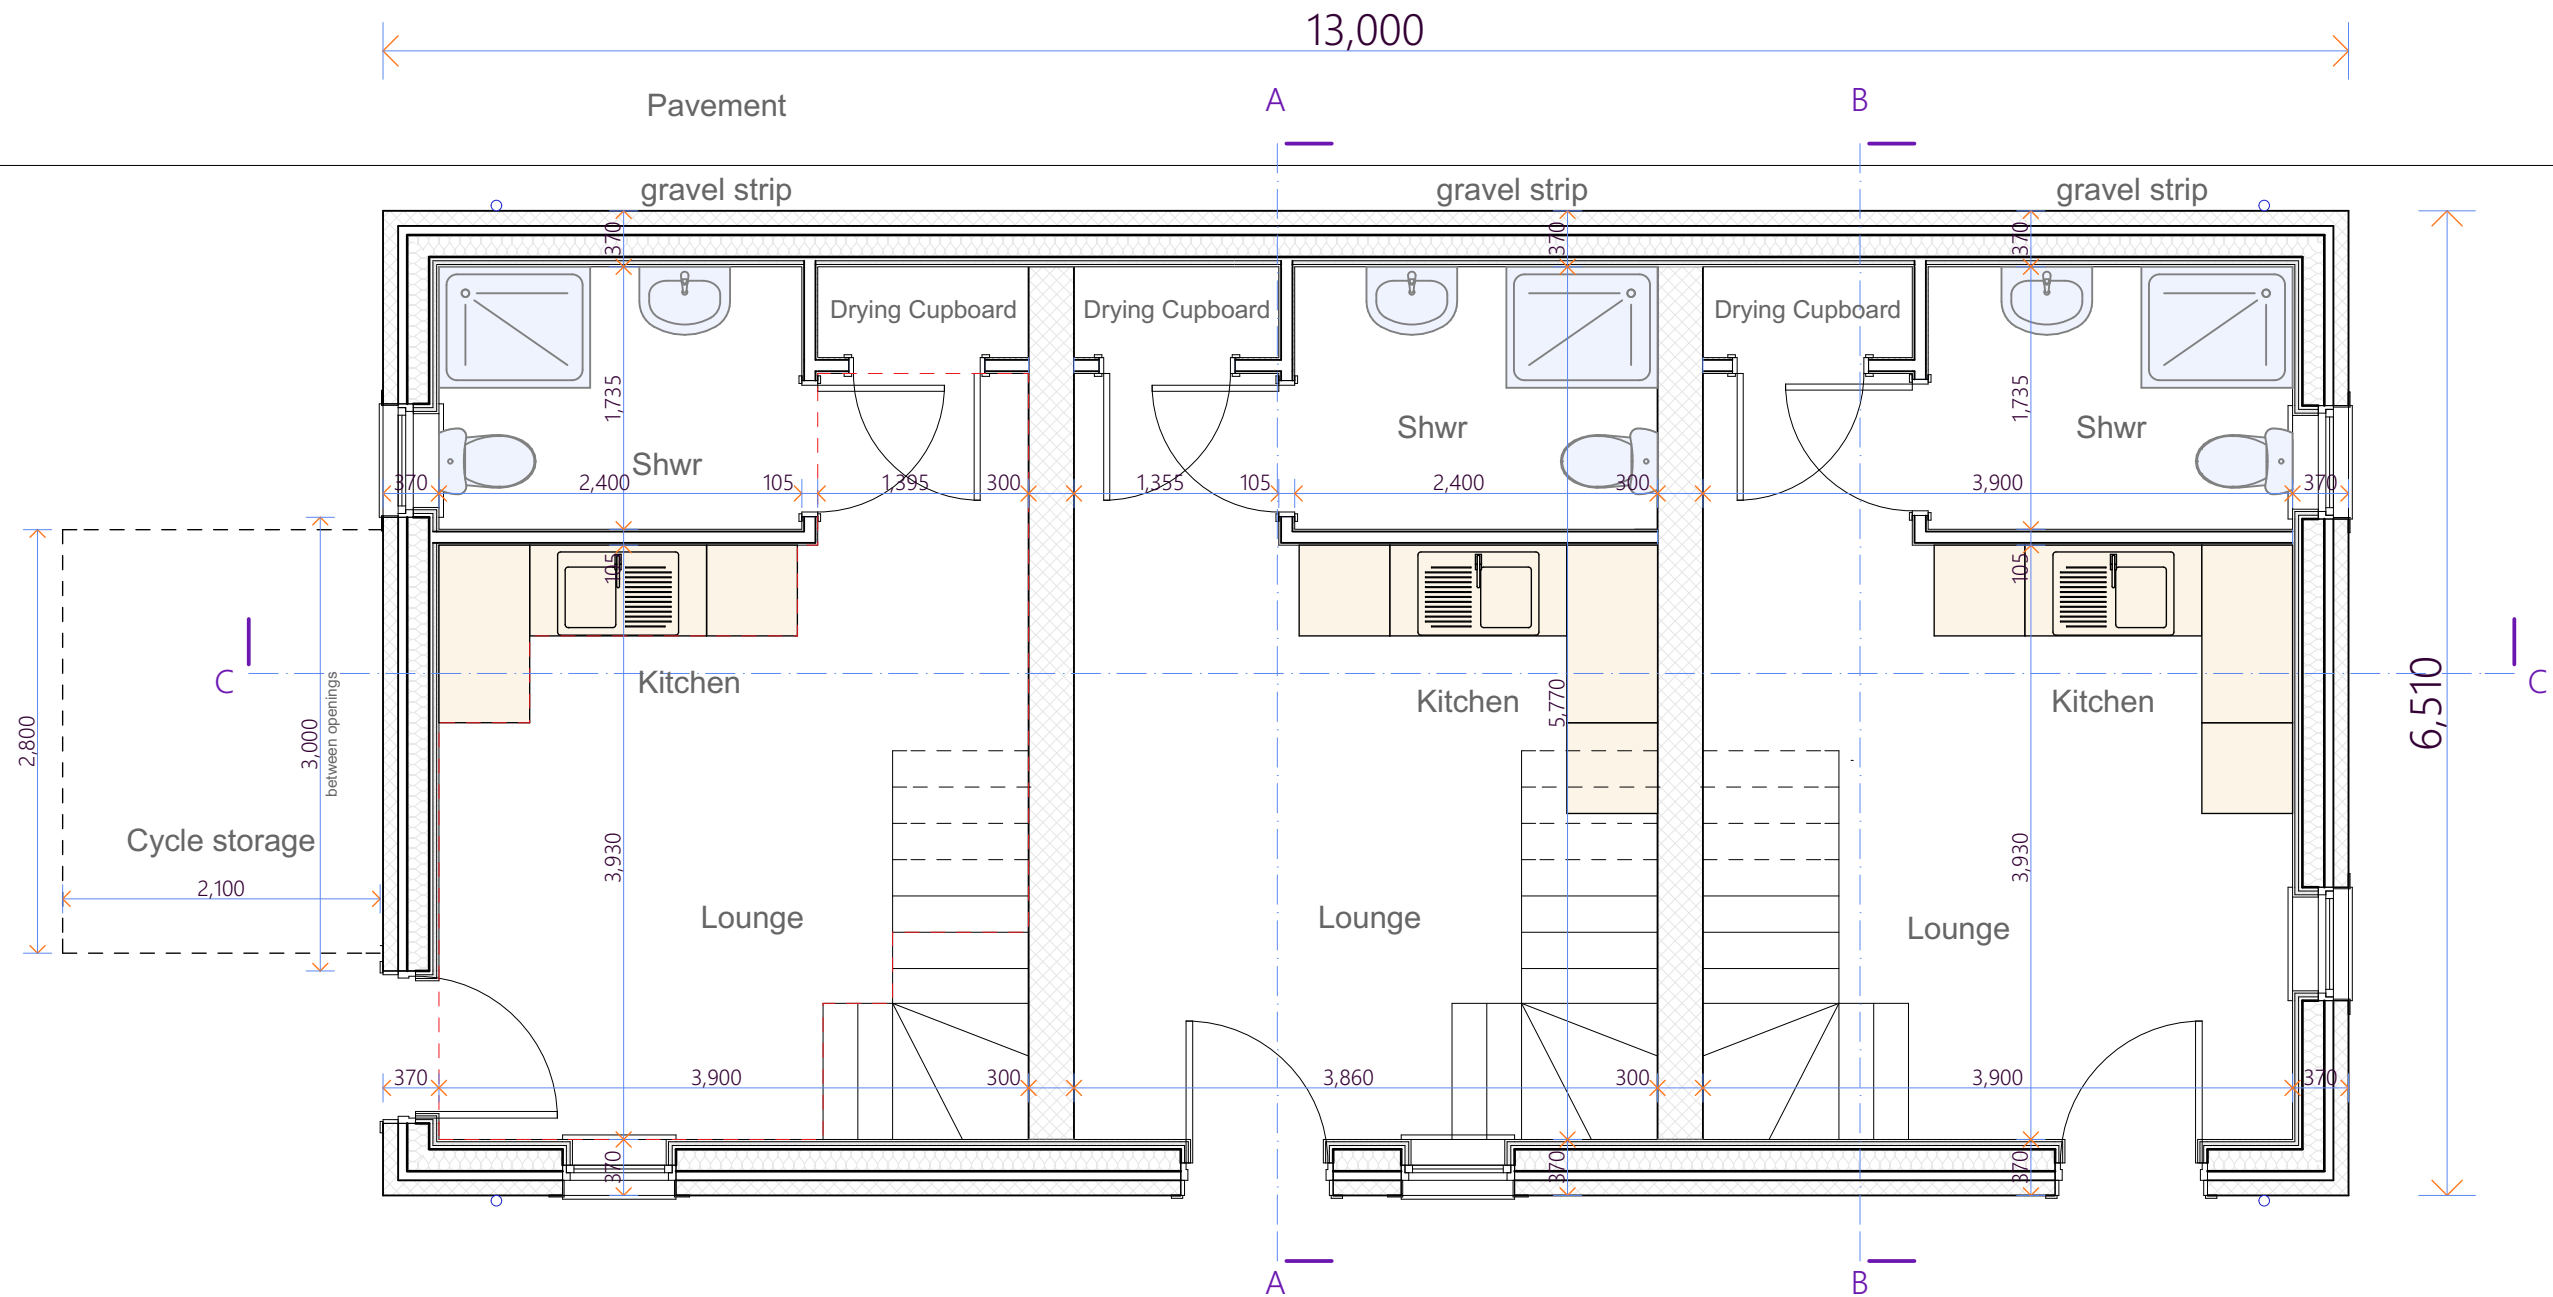 13,000
Pavement
A
B
gravel strip
gravel strip
gravel strip
370
370
370
Drying Cupboard
Drying Cupboard
Drying Cupboard
1,735
1,735
Shwr
Shwr
Shwr
370
2,400
105
1,395
300
1,355
105
2,400
300
3,900
370
105
105
C
Kitchen
Kitchen
Kitchen
C
2,800
3,000
between openings
5,770
6,510
Cycle storage
3,930
3,930
2,100
Lounge
Lounge
Lounge
370
3,900
300
3,860
300
3,900
370
370
370
370
A
B